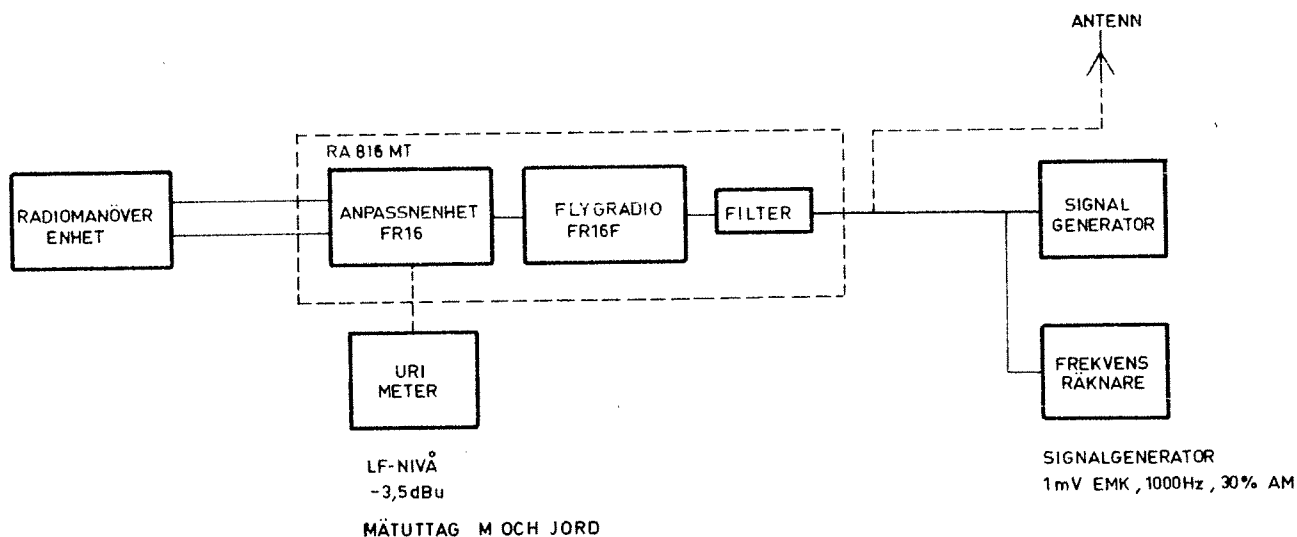 ANTENN
RA 816 MT
RADIOMANÖVER
ENHET
ANPASSNENHET
FR16
FLYGRADIO
FR16F
FILTER
SIGNAL
GENERATOR
URI
METER
FREKVENS
RÄKNARE
LF-NIVÅ
-3,5dBu
MÄTUTTAG M OCH JORD
SIGNALGENERATOR
1mV EMK, 1000Hz, 30% AM